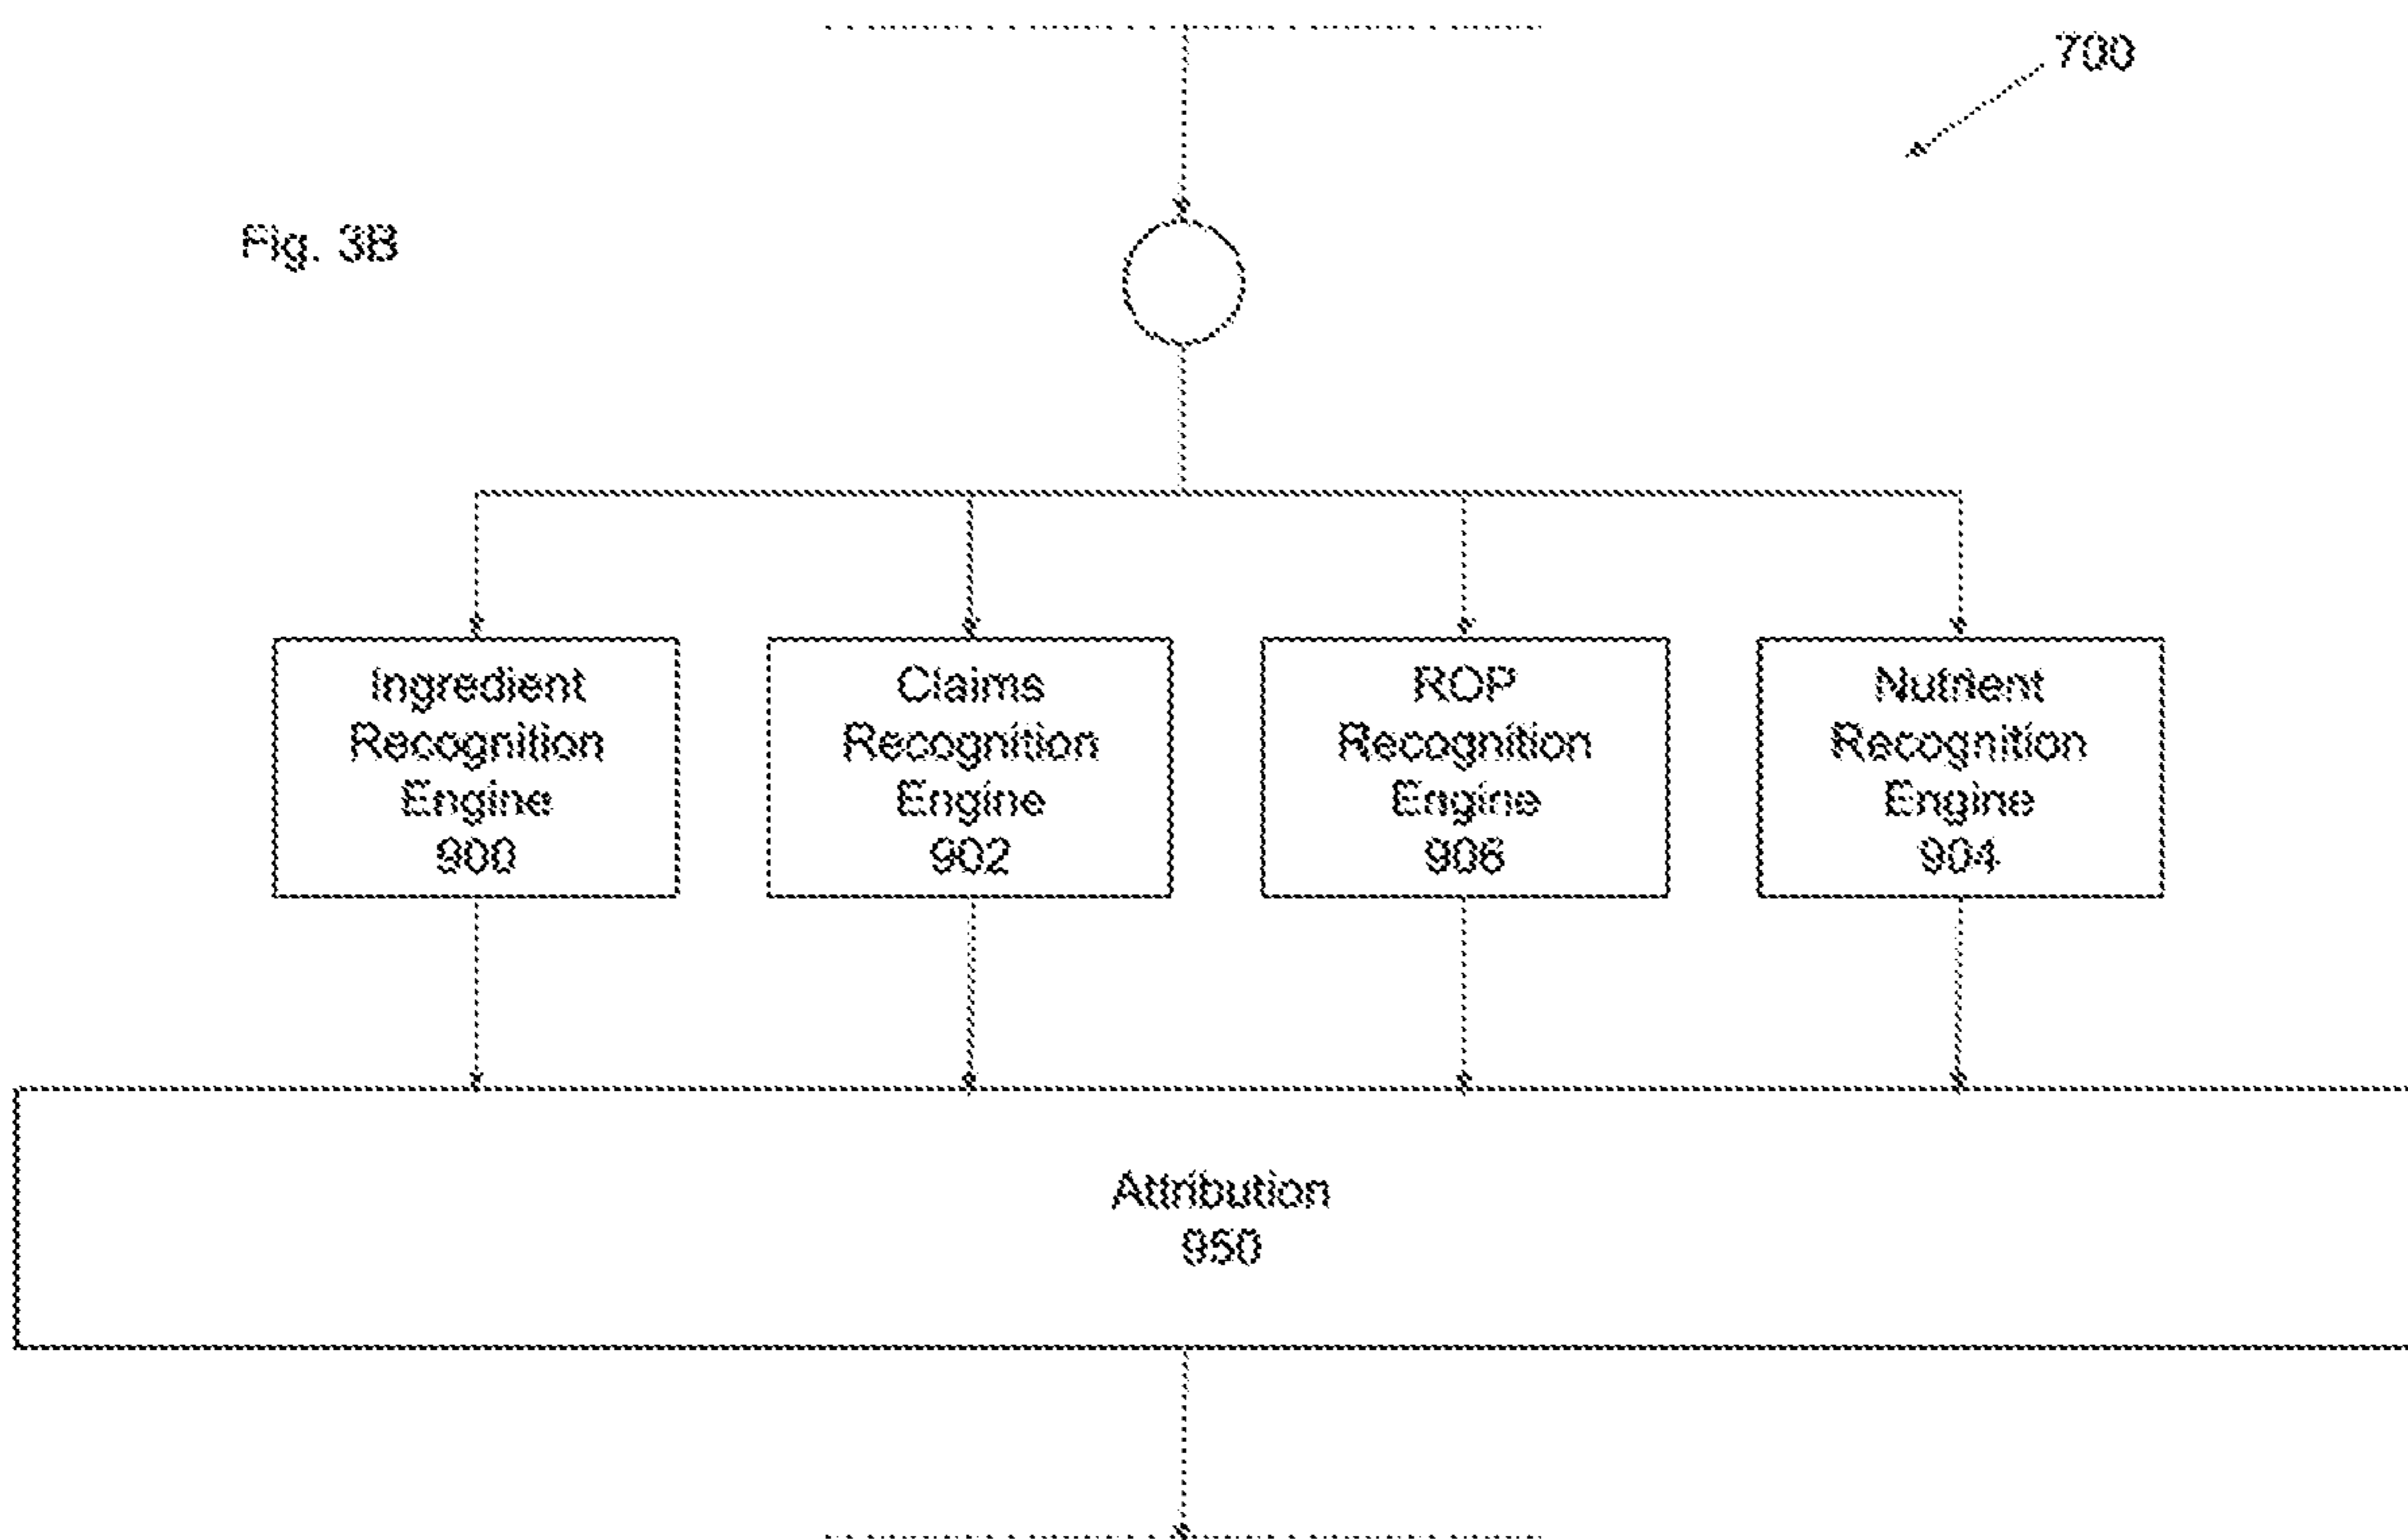 700
Fig. 3B
Ingredient
Recognition
Engine
900
Claims
Recognition
Engine
902
ROP
Recognition
Engine
906
Nutrient
Recognition
Engine
904
Attribution
950